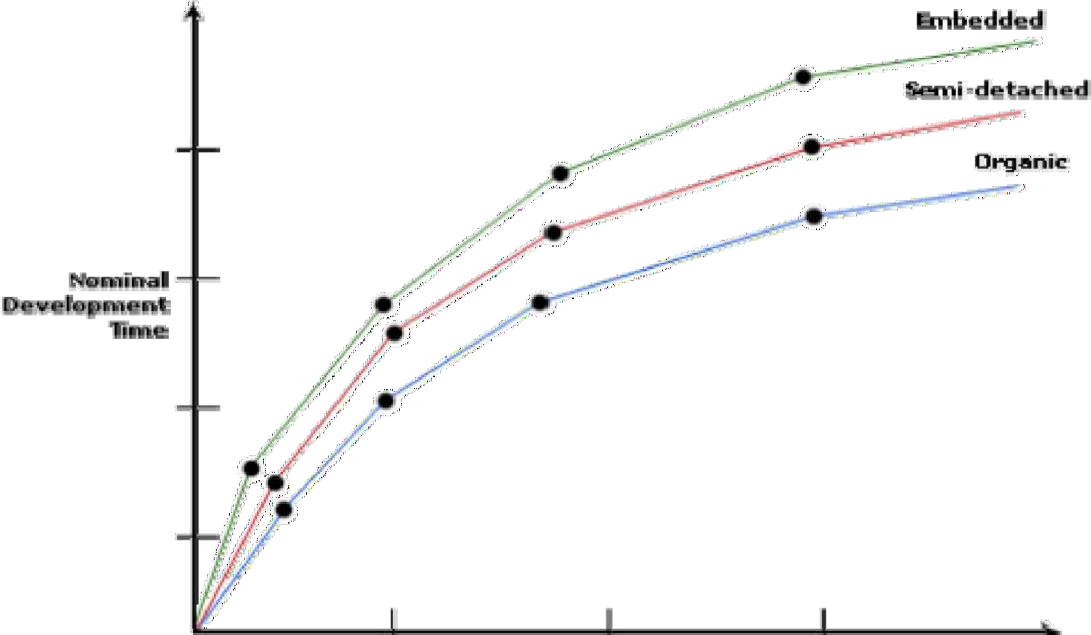 Embedded
Semi-detached
Organic
Nominal
Development
Time